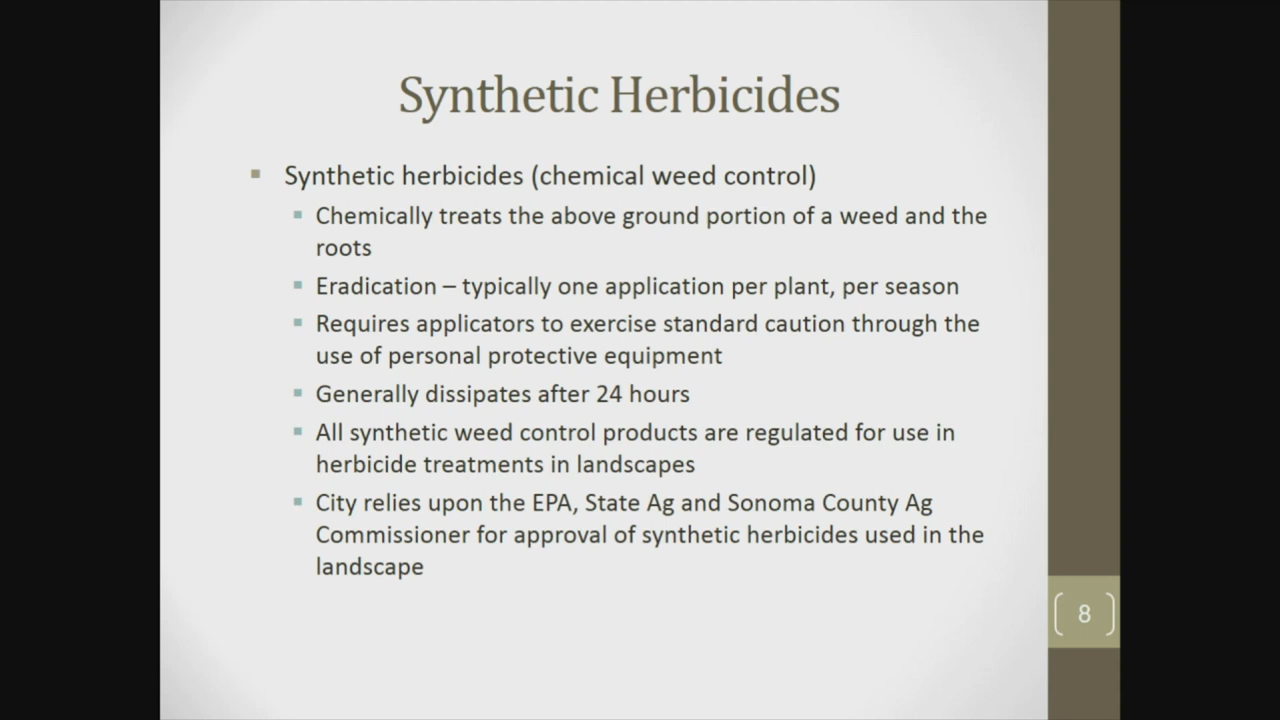 Synthetic Herbicides
▪ Synthetic herbicides (chemical weed control)
▪ Chemically treats the above ground portion of a weed and the
roots
▪ Eradication – typically one application per plant, per season
▪ Requires applicators to exercise standard caution through the
use of personal protective equipment
▪ Generally dissipates after 24 hours
▪ All synthetic weed control products are regulated for use in
herbicide treatments in landscapes
▪ City relies upon the EPA, State Ag and Sonoma County Ag
Commissioner for approval of synthetic herbicides used in the
landscape
8